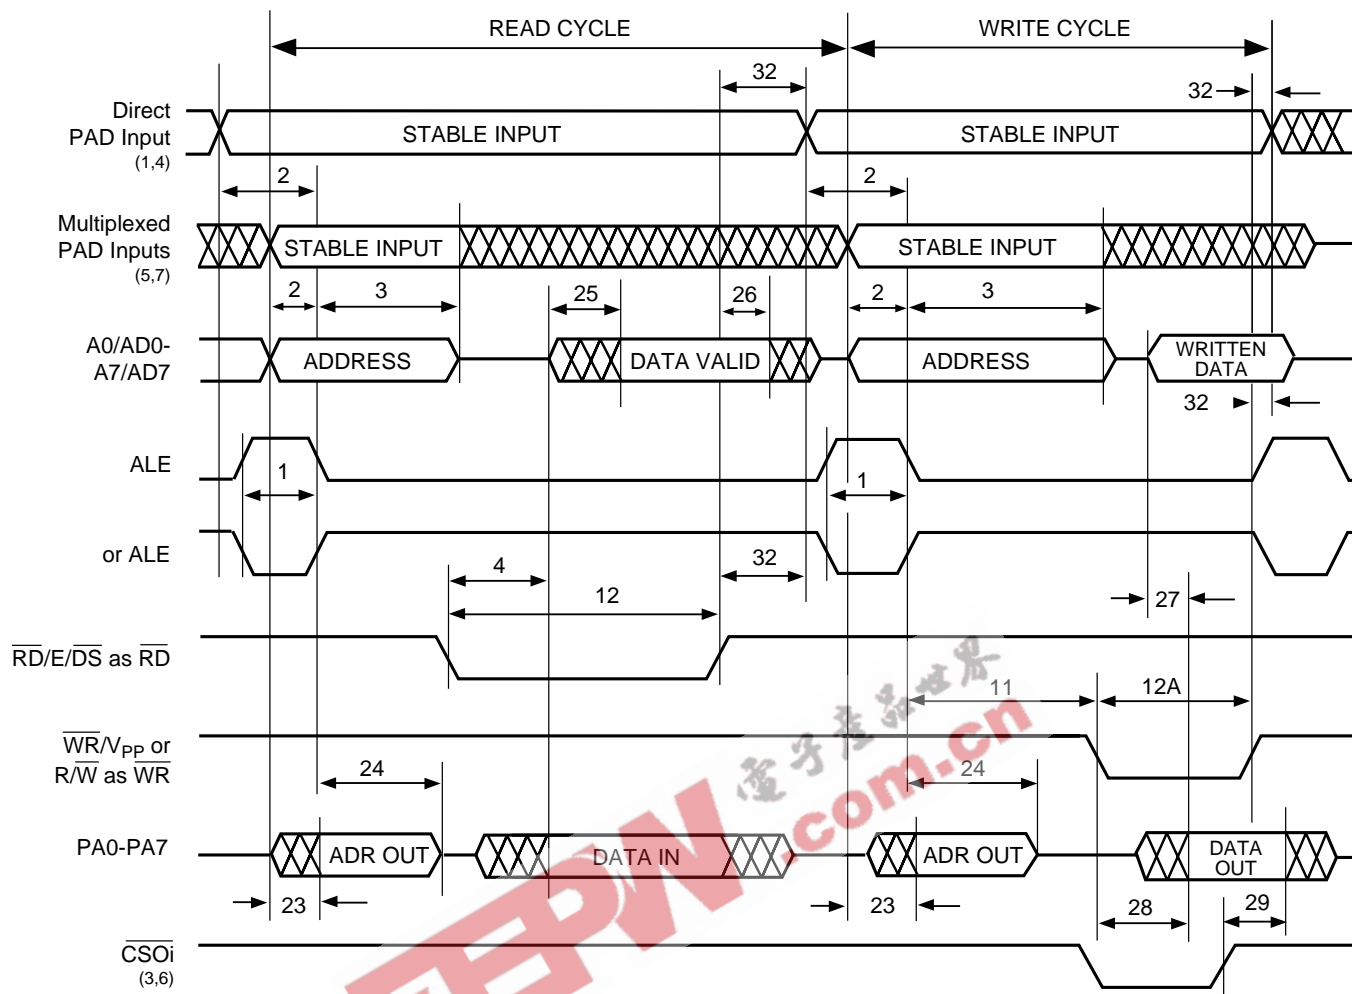 READ CYCLE WRITE CYCLE
32
32
Direct
PAD Input
(1,4)
STABLE INPUT STABLE INPUT
2 2
Multiplexed
PAD Inputs
(5,7)
STABLE INPUT STABLE INPUT
2 3 25 26 2 3
A0/AD0-
A7/AD7
ADDRESS DATA VALID ADDRESS WRITTEN
DATA
32
ALE
1 1
or ALE
4 32
12 27
RD/E/DS as RD
11 12A
WR/VPP or
R/W as WR
24 24
電子產品世界
.com.cn
EEPW
PA0-PA7
ADR OUT DATA IN ADR OUT DATA
OUT
23 23 28 29
CSOi
(3,6)